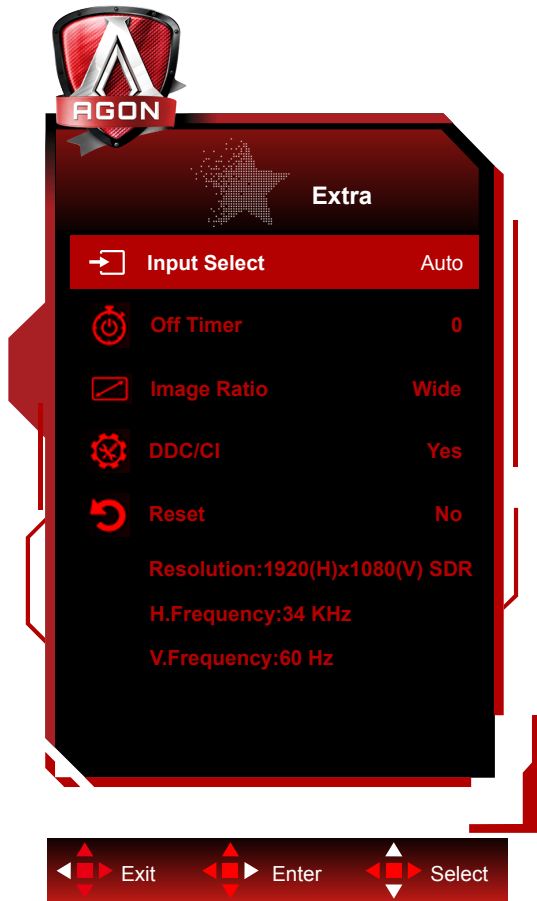 AGON
Extra
Input Select Auto
Off Timer 0
Image Ratio Wide
DDC/CI Yes
Reset No
Resolution:1920(H)x1080(V) SDR
H.Frequency:34 KHz
V.Frequency:60 Hz
Exit Enter Select